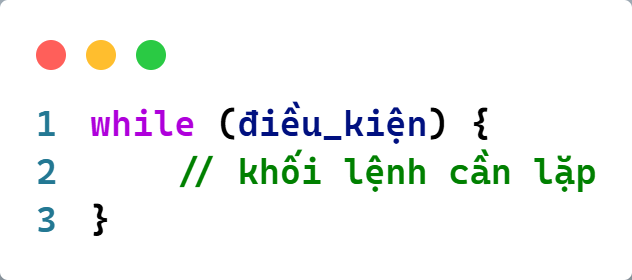 1 while (điều_kiện) {
2     // khối lệnh cần lặp
3 }